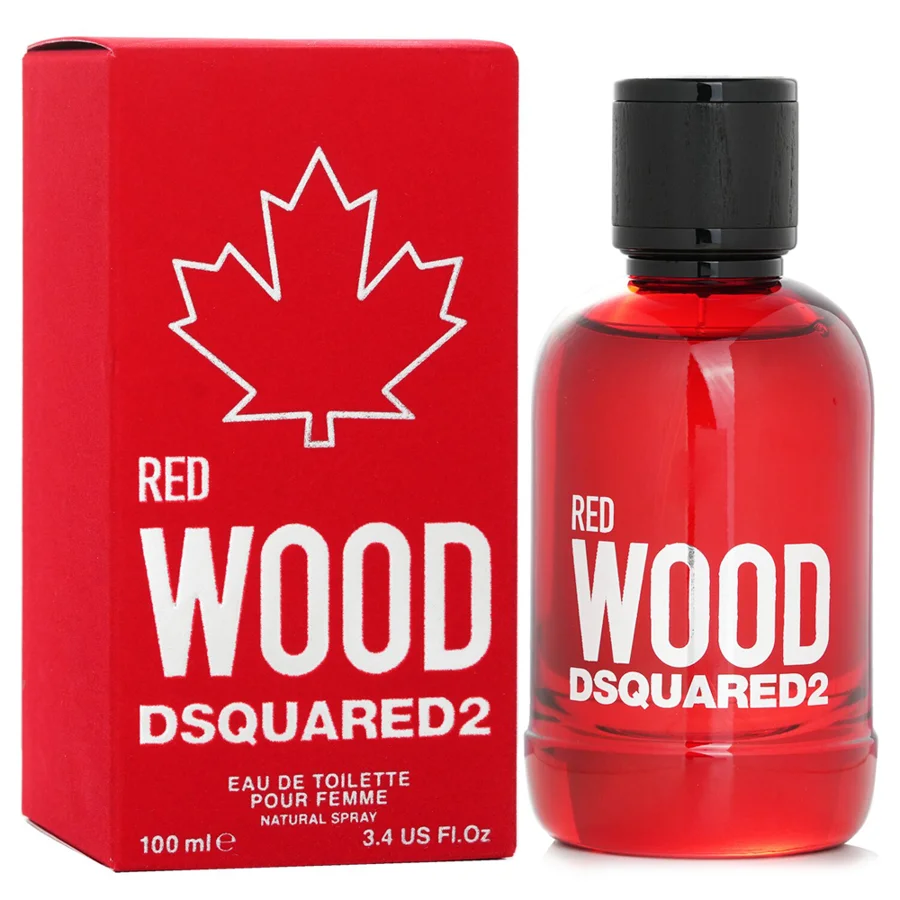 RED
WOOD
DSQUARED2
EAU DE TOILETTE
POUR FEMME
NATURAL SPRAY
100 ml ℮
3.4 US Fl.Oz
RED
WOOD
DSQUARED2